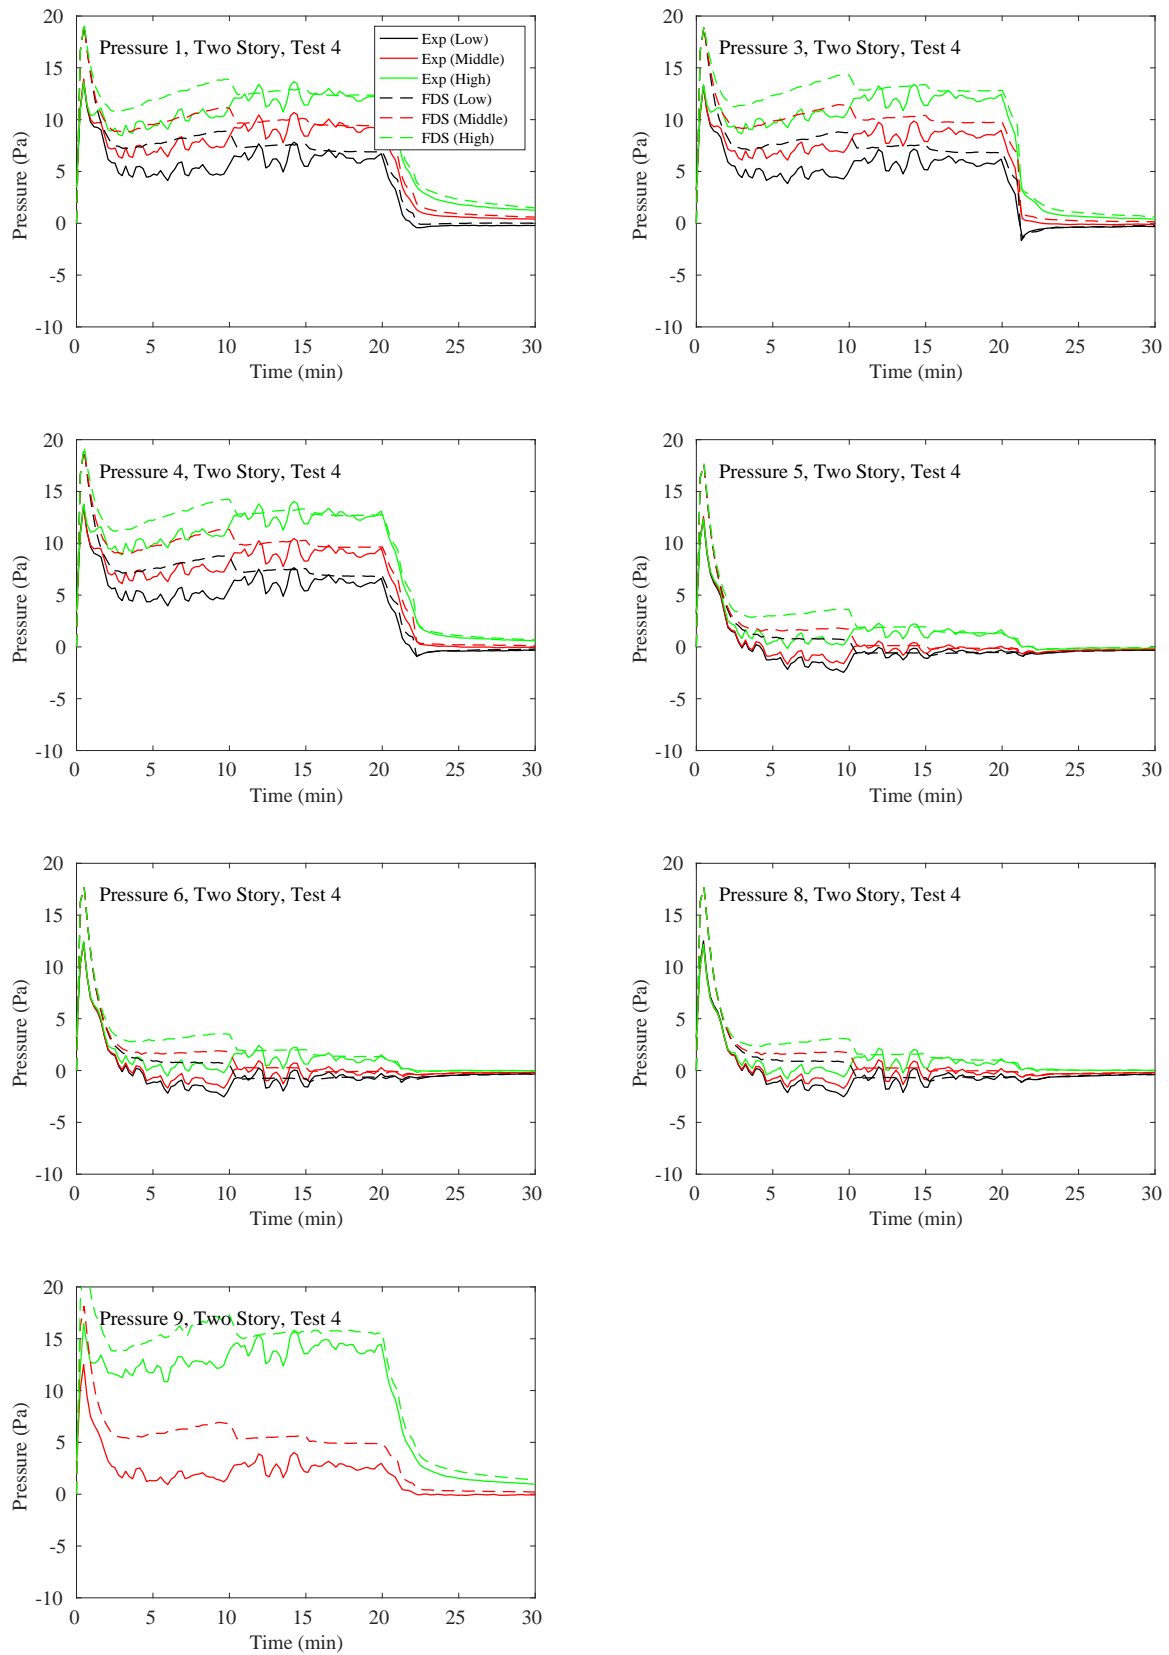 Pressure 1, Two Story, Test 4
Exp (Low)
Exp (Middle)
Exp (High)
FDS (Low)
FDS (Middle)
FDS (High)
20
15
10
5
0
-5
-10
Pressure (Pa)
0 5 10 15 20 25 30
Time (min)
Pressure 3, Two Story, Test 4
20
15
10
5
0
-5
-10
Pressure (Pa)
0 5 10 15 20 25 30
Time (min)
Pressure 4, Two Story, Test 4
20
15
10
5
0
-5
-10
Pressure (Pa)
0 5 10 15 20 25 30
Time (min)
Pressure 5, Two Story, Test 4
20
15
10
5
0
-5
-10
Pressure (Pa)
0 5 10 15 20 25 30
Time (min)
Pressure 6, Two Story, Test 4
20
15
10
5
0
-5
-10
Pressure (Pa)
0 5 10 15 20 25 30
Time (min)
Pressure 8, Two Story, Test 4
20
15
10
5
0
-5
-10
Pressure (Pa)
0 5 10 15 20 25 30
Time (min)
Pressure 9, Two Story, Test 4
20
15
10
5
0
-5
-10
Pressure (Pa)
0 5 10 15 20 25 30
Time (min)